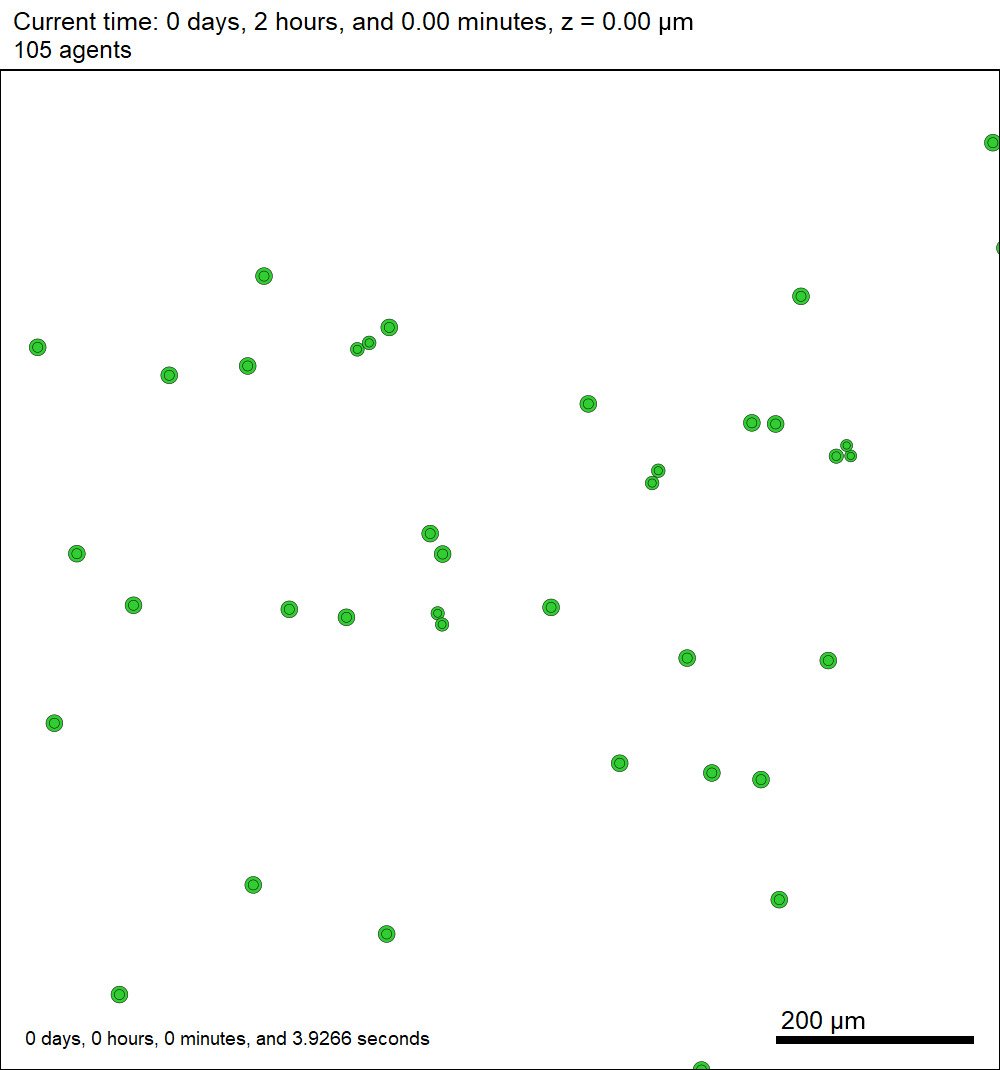 Current time: 0 days, 2 hours, and 0.00 minutes, z = 0.00 μm
105 agents
200 μm
0 days, 0 hours, 0 minutes, and 3.9266 seconds